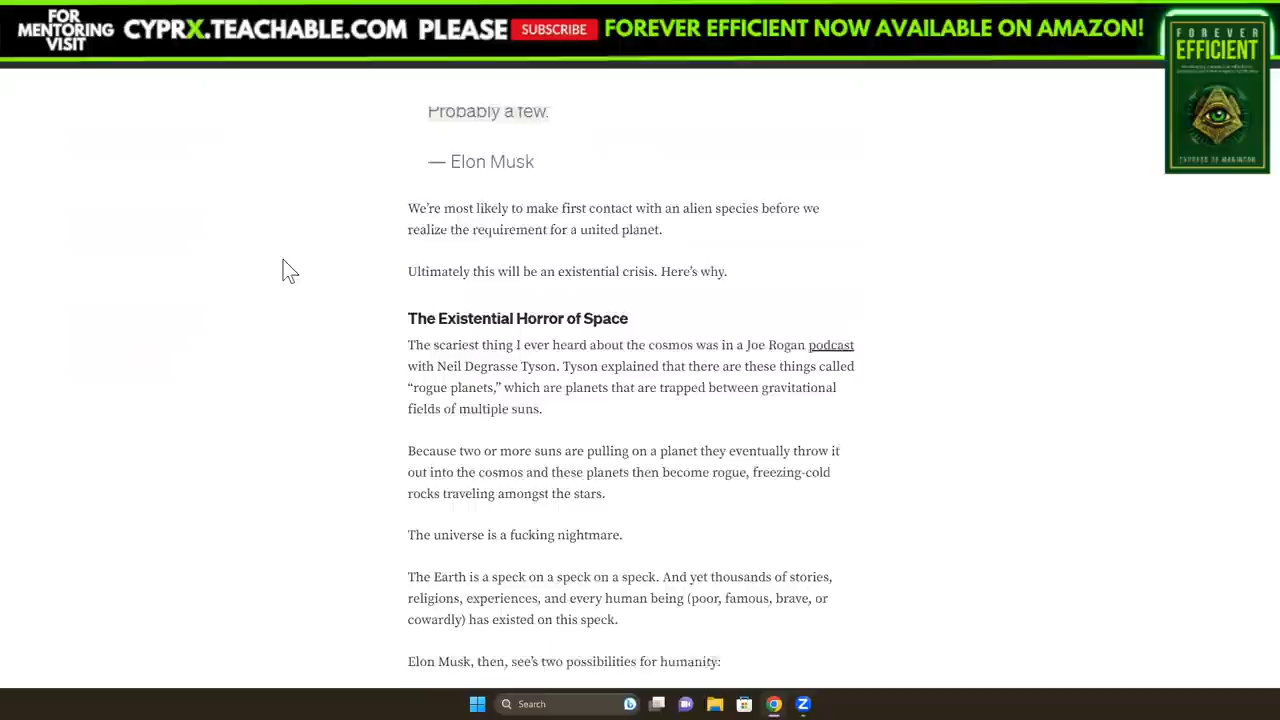 FOR
MENTORING
VISIT
CYPRX.TEACHABLE.COM PLEASE SUBSCRIBE FOREVER EFFICIENT NOW AVAILABLE ON AMAZON!
FOREVER
EFFICIENT
Probably a few.
— Elon Musk
We're most likely to make first contact with an alien species before we
realize the requirement for a united planet.
Ultimately this will be an existential crisis. Here's why.
The Existential Horror of Space
The scariest thing I ever heard about the cosmos was in a Joe Rogan podcast
with Neil Degrasse Tyson. Tyson explained that there are these things called
“rogue planets,” which are planets that are trapped between gravitational
fields of multiple suns.
Because two or more suns are pulling on a planet they eventually throw it
out into the cosmos and these planets then become rogue, freezing-cold
rocks traveling amongst the stars.
The universe is a fucking nightmare.
The Earth is a speck on a speck on a speck. And yet thousands of stories,
religions, experiences, and every human being (poor, famous, brave, or
cowardly) has existed on this speck.
Elon Musk, then, see's two possibilities for humanity:
Search